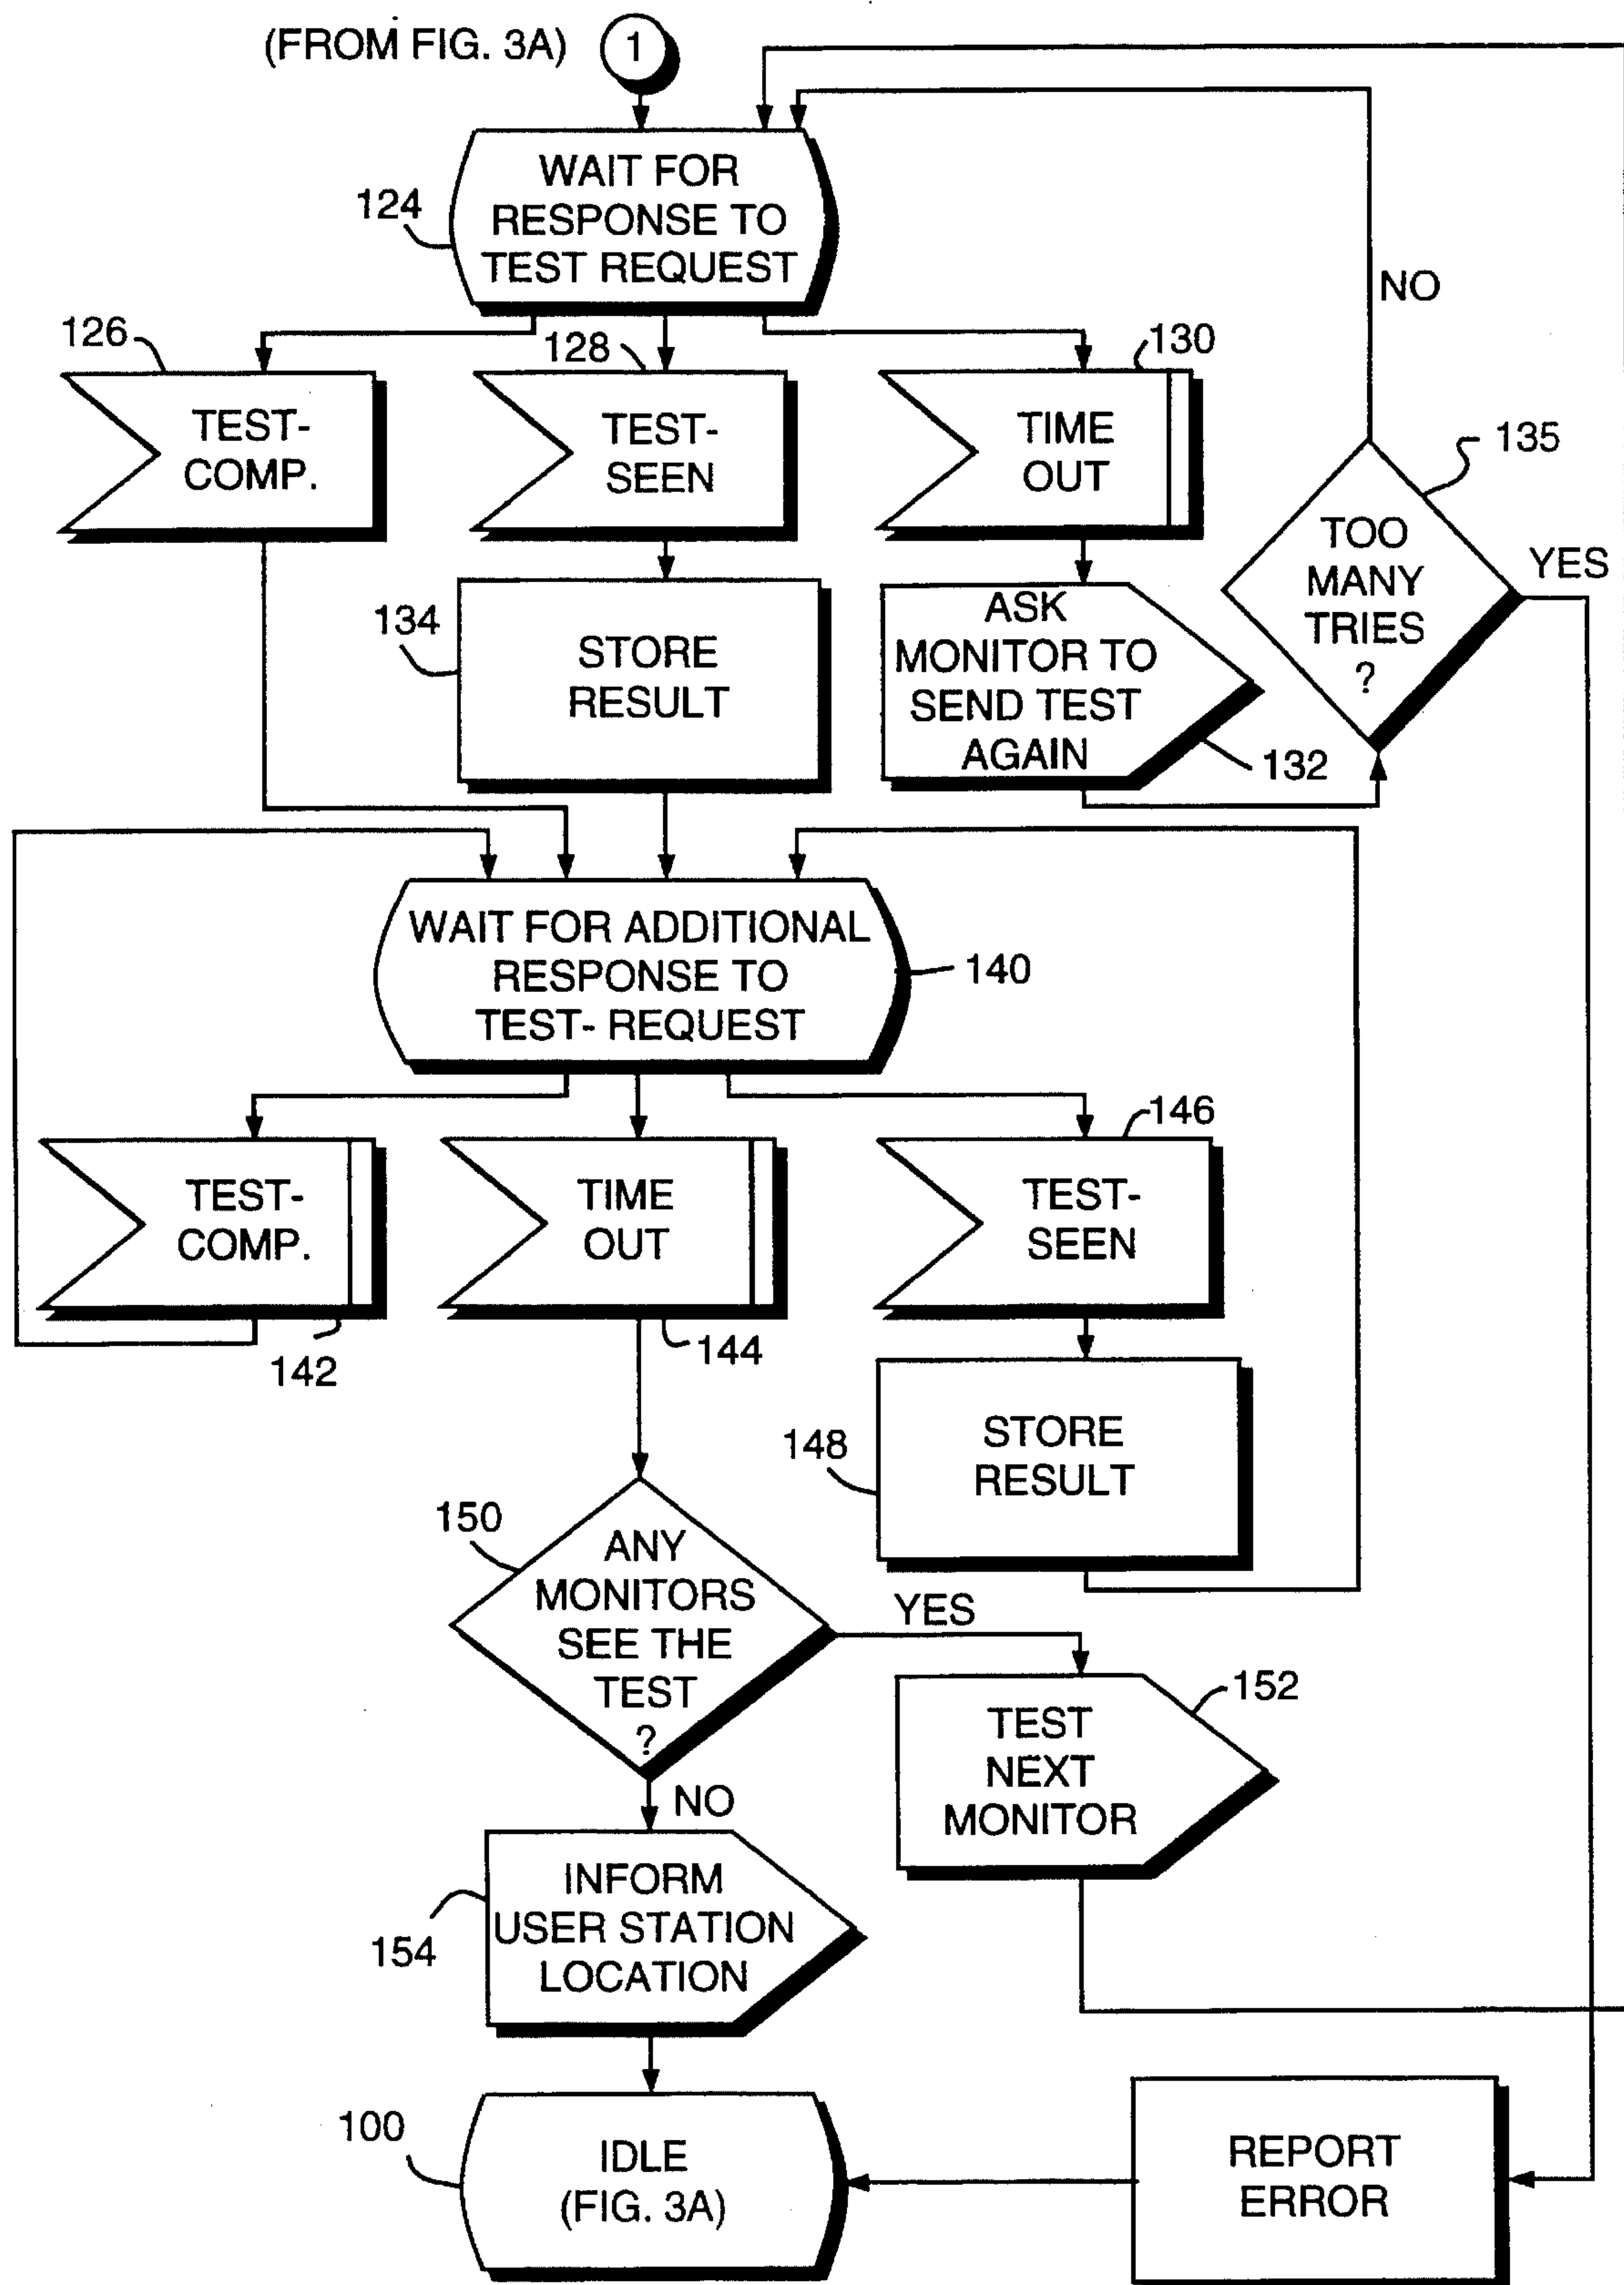 (FROM FIG. 3A)
1
WAIT FOR
RESPONSE TO
TEST REQUEST
124
NO
126
TEST-
COMP.
128
TEST-
SEEN
130
TIME
OUT
135
TOO
MANY
TRIES
?
YES
134
STORE
RESULT
ASK
MONITOR TO
SEND TEST
AGAIN
132
WAIT FOR ADDITIONAL
RESPONSE TO
TEST- REQUEST
140
TEST-
COMP.
142
TIME
OUT
144
146
TEST-
SEEN
148
STORE
RESULT
150
ANY
MONITORS
SEE THE
TEST
?
YES
152
TEST
NEXT
MONITOR
NO
INFORM
USER STATION
LOCATION
154
100
IDLE
(FIG. 3A)
REPORT
ERROR